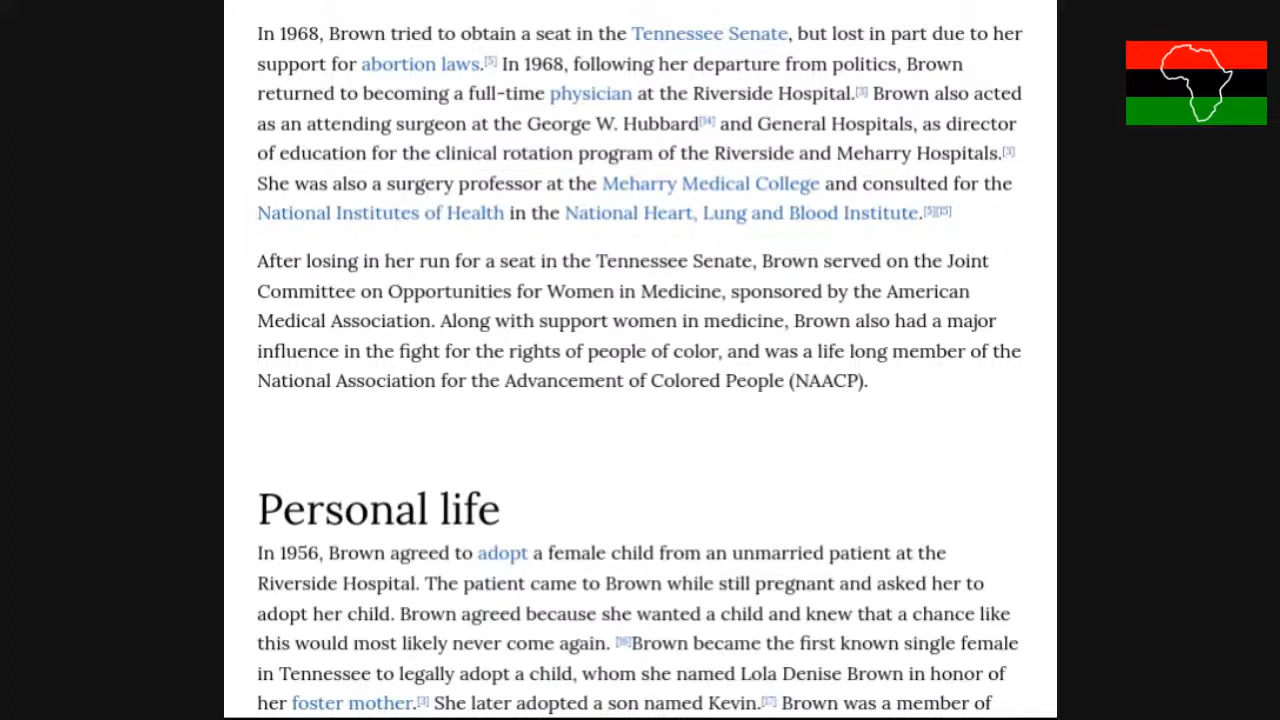 In 1968, Brown tried to obtain a seat in the Tennessee Senate, but lost in part due to her
support for abortion laws.[5] In 1968, following her departure from politics, Brown
returned to becoming a full-time physician at the Riverside Hospital.[3] Brown also acted
as an attending surgeon at the George W. Hubbard[14] and General Hospitals, as director
of education for the clinical rotation program of the Riverside and Meharry Hospitals.[3]
She was also a surgery professor at the Meharry Medical College and consulted for the
National Institutes of Health in the National Heart, Lung and Blood Institute.[5][15]
After losing in her run for a seat in the Tennessee Senate, Brown served on the Joint
Committee on Opportunities for Women in Medicine, sponsored by the American
Medical Association. Along with support women in medicine, Brown also had a major
influence in the fight for the rights of people of color, and was a life long member of the
National Association for the Advancement of Colored People (NAACP).
Personal life
In 1956, Brown agreed to adopt a female child from an unmarried patient at the
Riverside Hospital. The patient came to Brown while still pregnant and asked her to
adopt her child. Brown agreed because she wanted a child and knew that a chance like
this would most likely never come again. [16]Brown became the first known single female
in Tennessee to legally adopt a child, whom she named Lola Denise Brown in honor of
her foster mother.[3] She later adopted a son named Kevin.[17] Brown was a member of